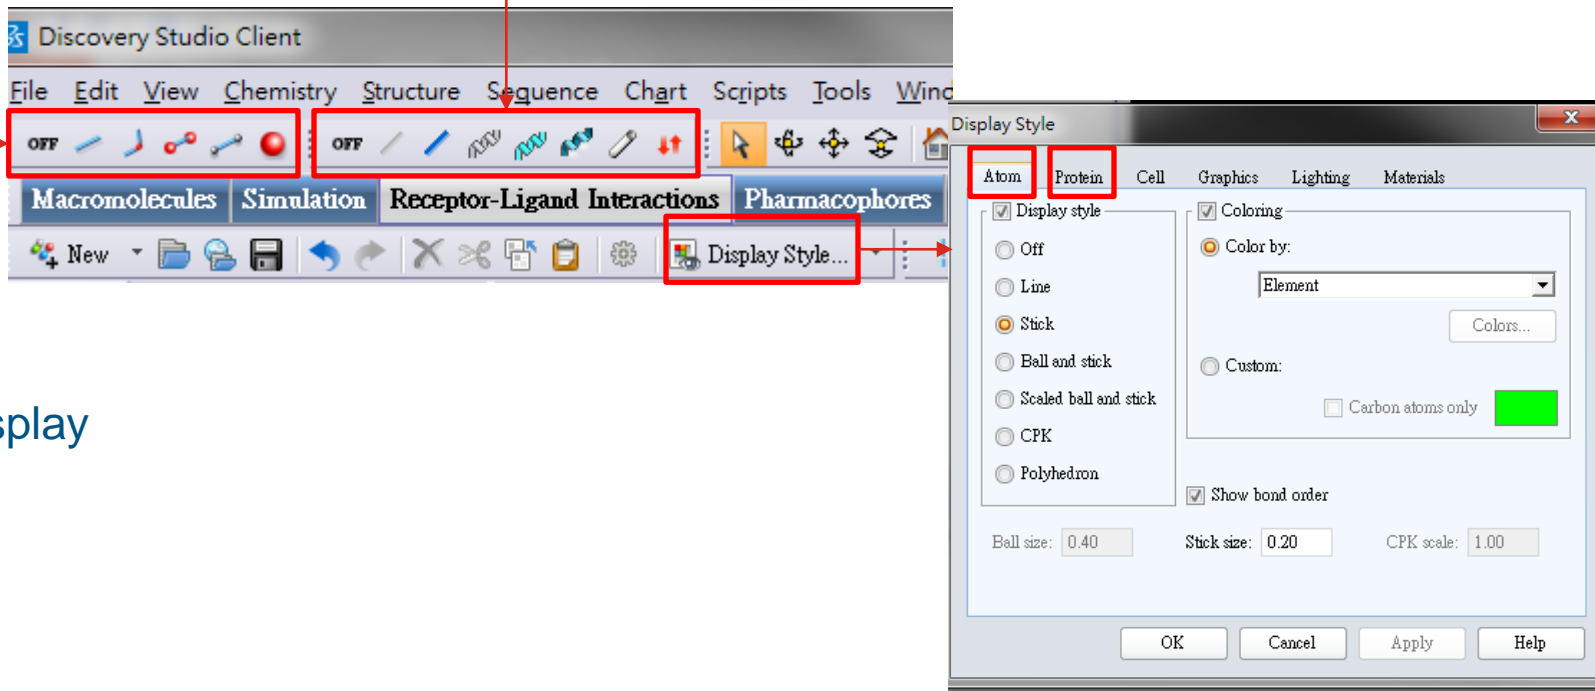 Discovery Studio Client
File Edit View Chemistry Structure Sequence Chart Scripts Tools
OFF OFF
Macromolecules Simulation Receptor-Ligand Interactions Pharmacophores
New Display Style...
splay
Display Style
Atom Protein Cell Graphics Lighting Materials
Display style Coloring
Off Color by:
Line Element
Stick Colors...
Ball and stick Custom:
Scaled ball and stick Carbon atoms only
CPK
Polyhedron
Show bond order
Ball size: 0.40 Stick size: 0.20 CPK scale: 1.00
OK Cancel Apply Help